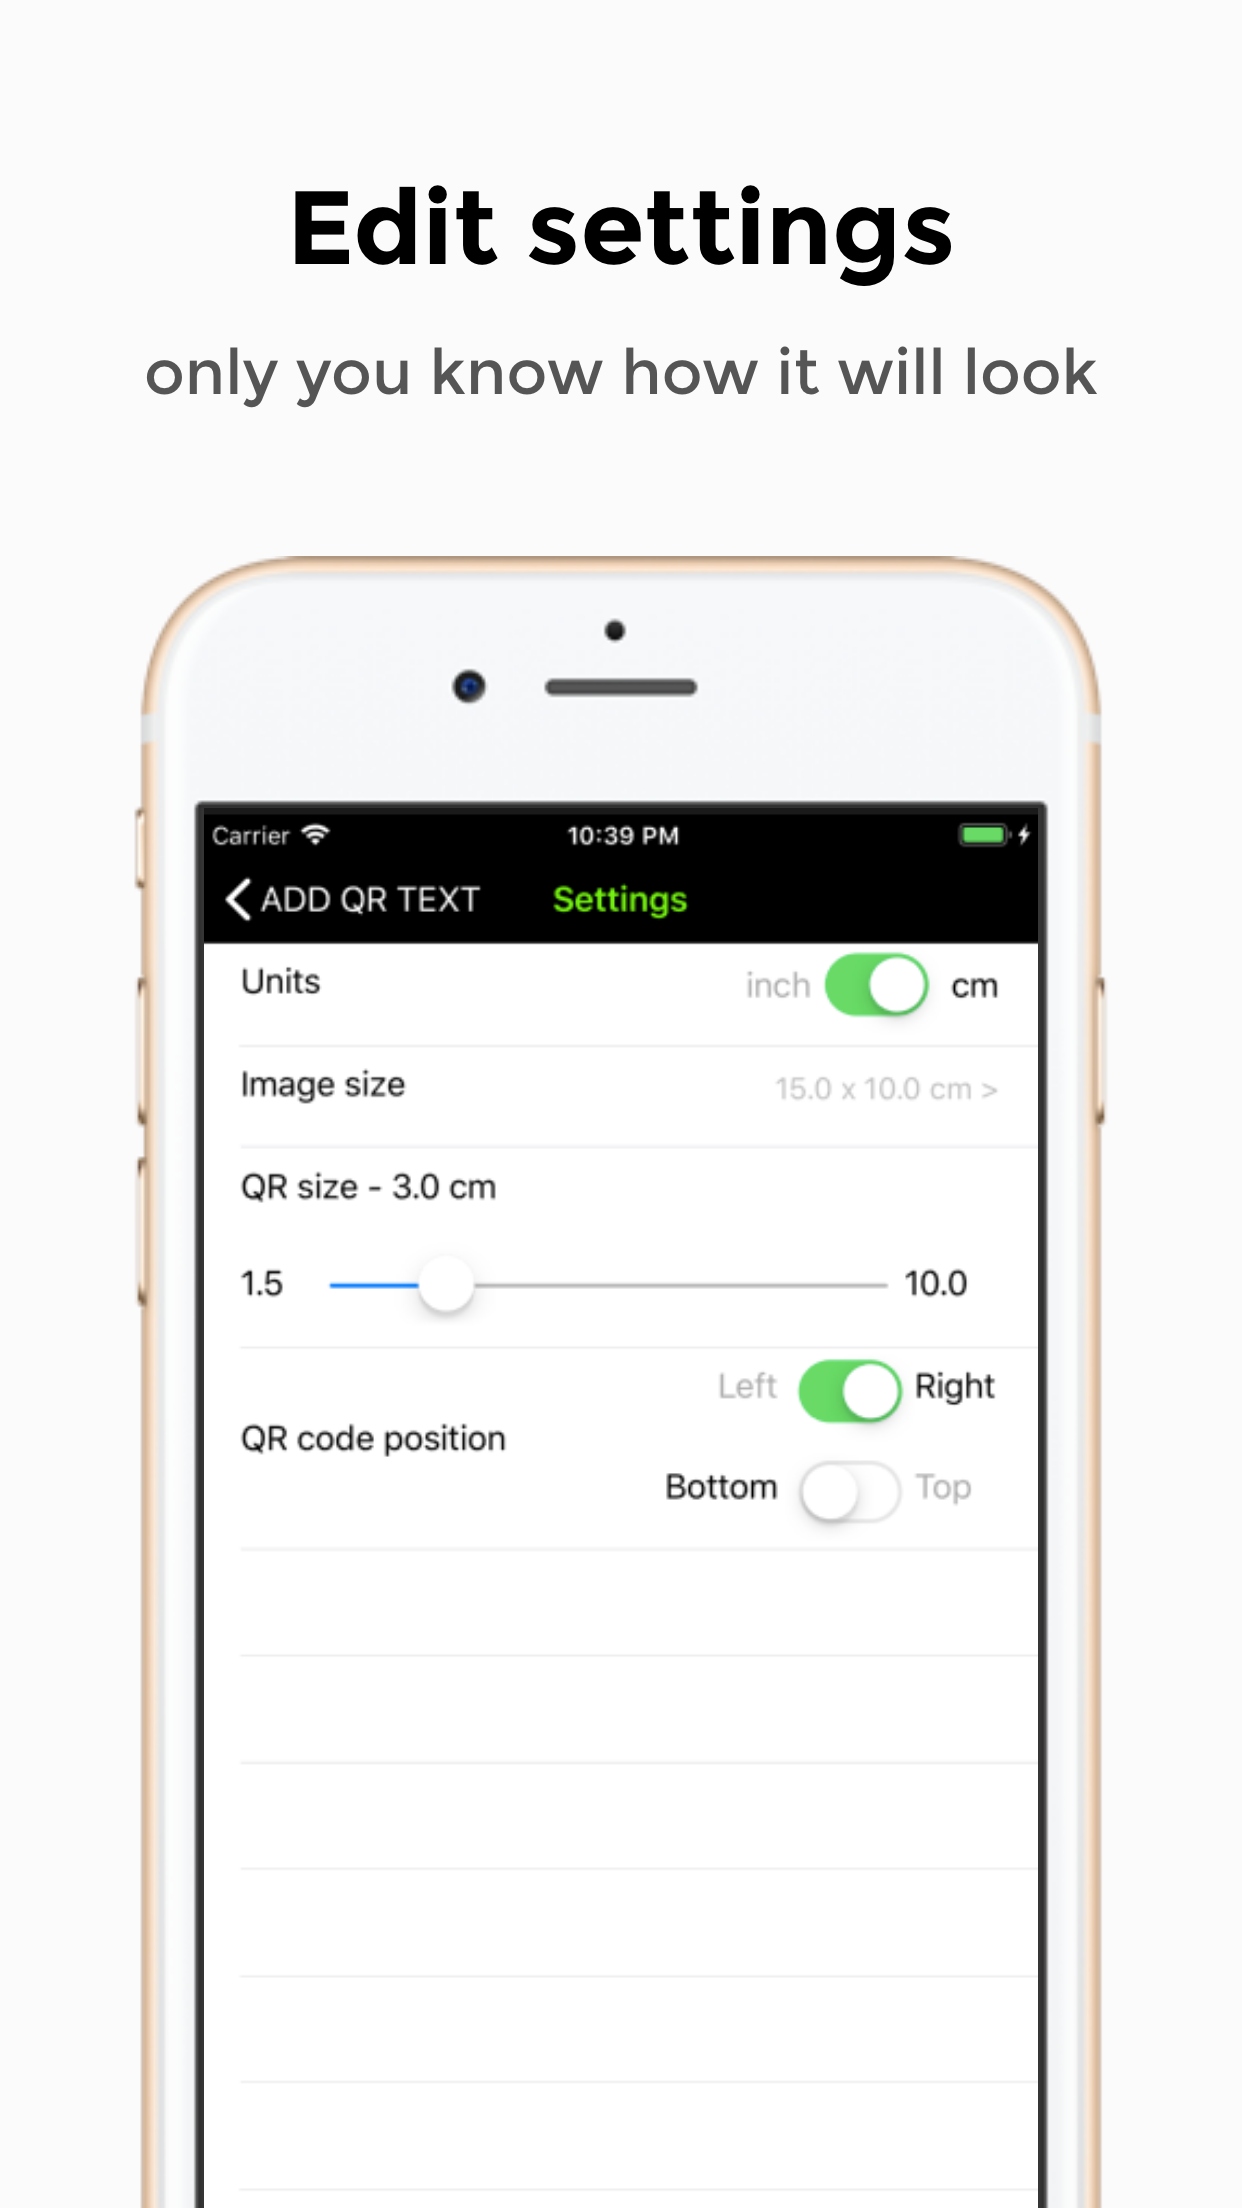 Edit settings
only you know how it will look
Carrier 10:39 PM
ADD QR TEXT Settings
Units inch cm
Image size 15.0 x 10.0 cm >
QR size - 3.0 cm
1.5 10.0
Left Right
QR code position
Bottom Top